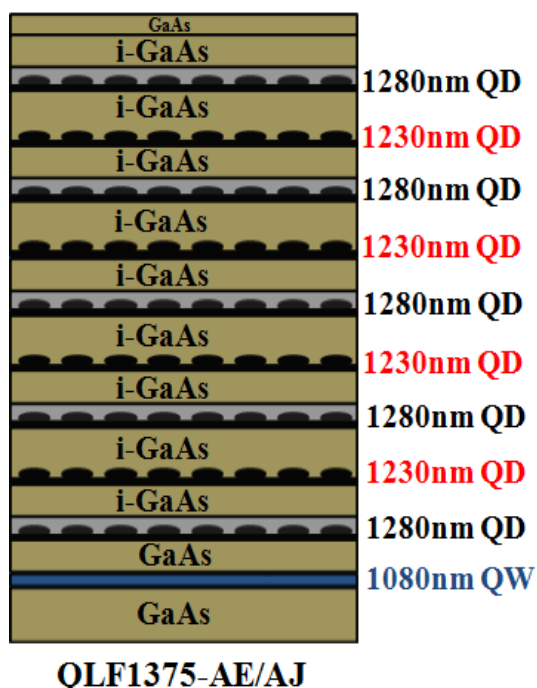 GaAs
i-GaAs
1280nm QD
i-GaAs
1230nm QD
i-GaAs
1280nm QD
i-GaAs
1230nm QD
i-GaAs
1280nm QD
i-GaAs
1230nm QD
i-GaAs
1280nm QD
i-GaAs
1230nm QD
i-GaAs
1280nm QD
GaAs
1080nm QW
GaAs
QLF1375-AE/AJ